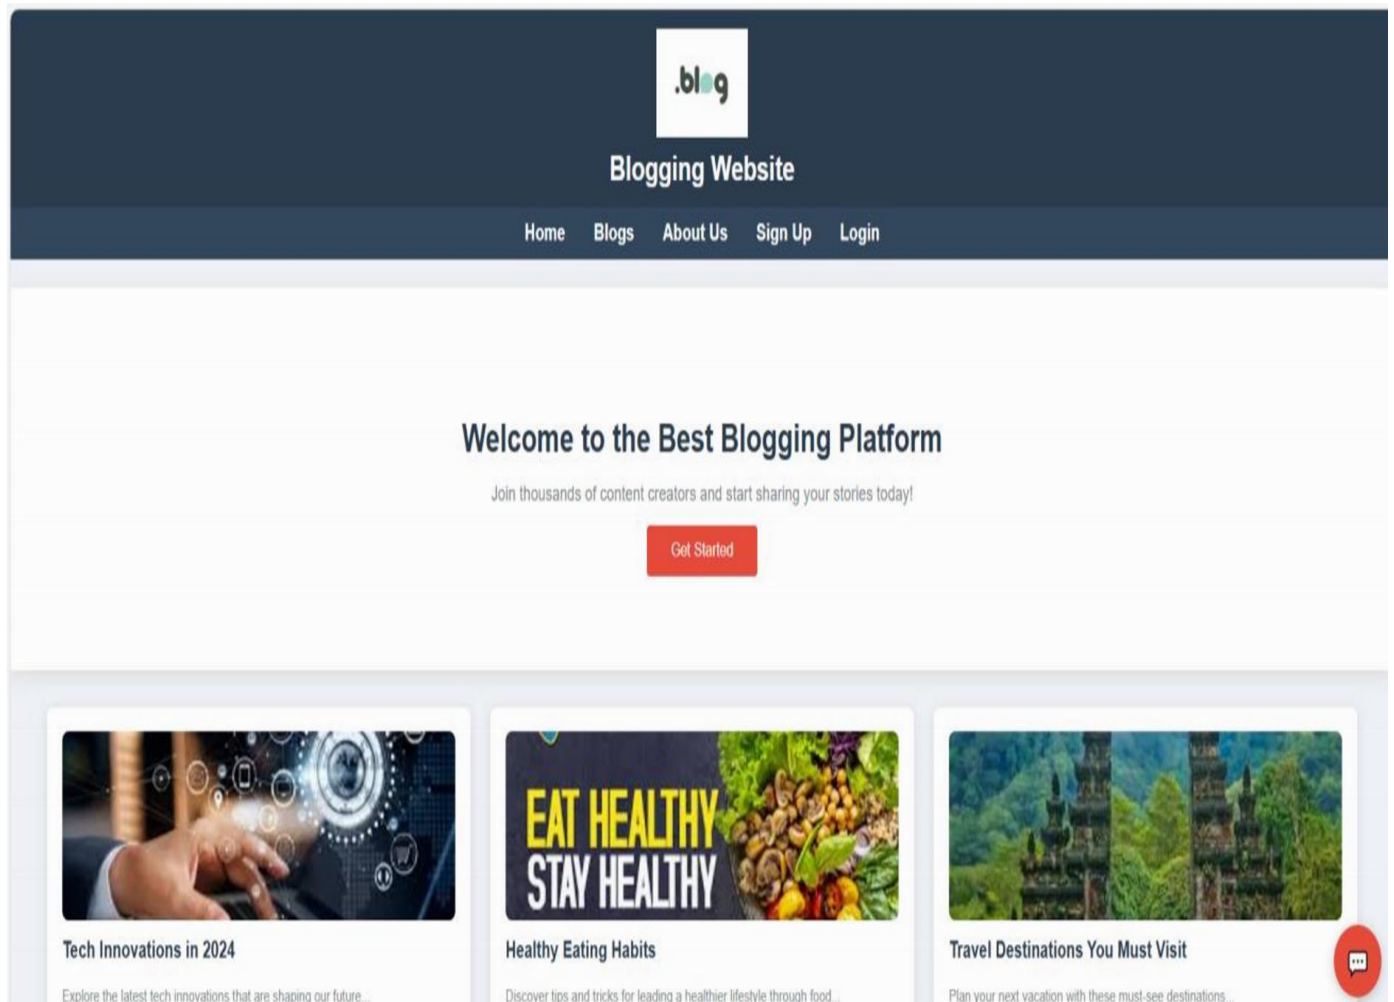 .blog
Blogging Website
Home Blogs About Us Sign Up Login
Welcome to the Best Blogging Platform
Join thousands of content creators and start sharing your stories today!
Get Started
EAT HEALTHY
STAY HEALTHY
Tech Innovations in 2024
Explore the latest tech innovations that are shaping our future...
Healthy Eating Habits
Discover tips and tricks for leading a healthier lifestyle through food...
Travel Destinations You Must Visit
Plan your next vacation with these must-see destinations...